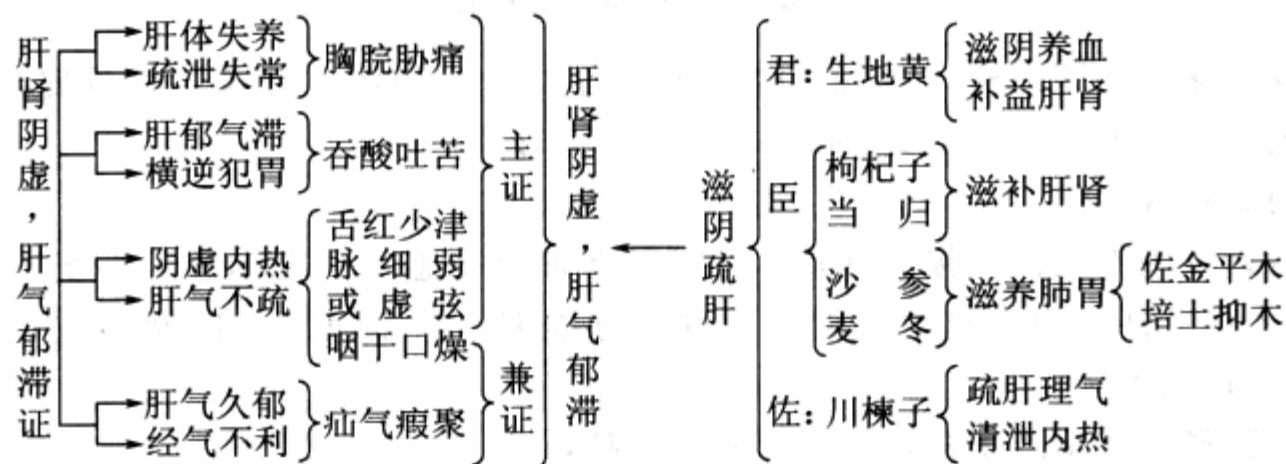 肝肾阴虚，肝气郁滞证
肝体失养
疏泄失常
胸脘胁痛
肝郁气滞
横逆犯胃
吞酸吐苦
阴虚内热
肝气不疏
舌红少津
脉细弱
或虚弦
咽干口燥
肝气久郁
经气不利
疝气瘕聚
主证
兼证
肝肾阴虚，肝气郁滞
滋阴疏肝
君：生地黄
滋阴养血
补益肝肾
臣
枸杞子
当归
滋补肝肾
沙参
麦冬
滋养肺胃
佐金平木
培土抑木
佐：川楝子
疏肝理气
清泄内热